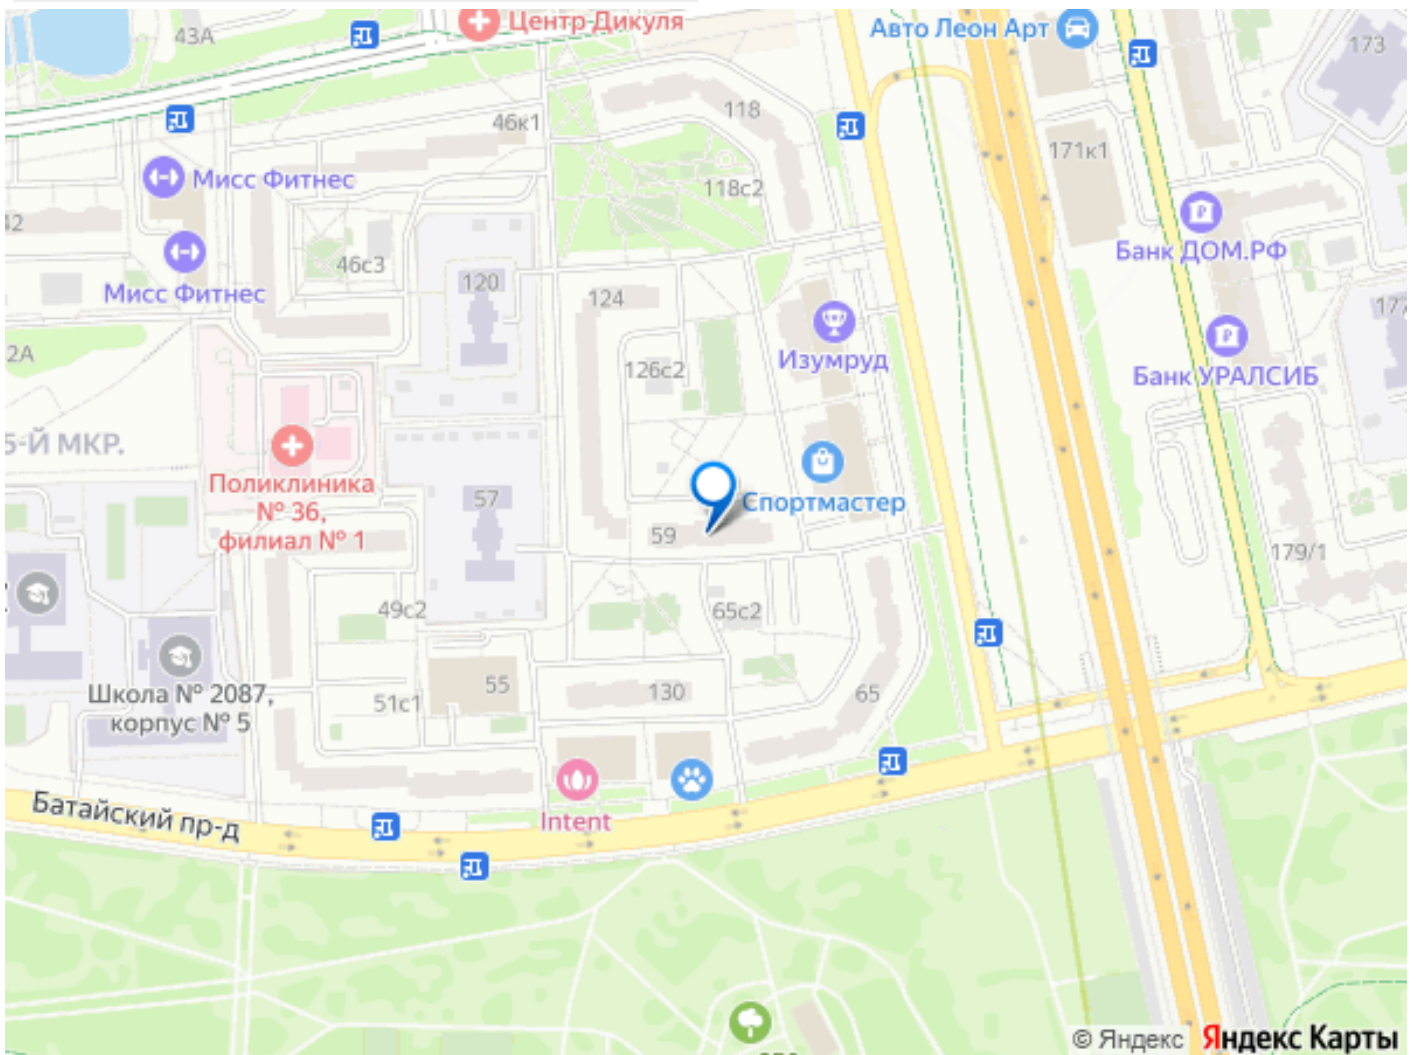 43А
Центр Дикуля
Авто Леон Арт
173
118
46к1
171к1
Мисс Фитнес
118с2
42
Банк ДОМ.РФ
46с3
120
Мисс Фитнес
124
177
Изумруд
2А
126с2
Банк УРАЛСИБ
5-Й МКР.
Поликлиника
№ 36,
филиал № 1
57
Спортмастер
59
179/1
49с2
65с2
Школа № 2087,
корпус № 5
55
51с1
130
65
Батайский пр-д
Intent
© Яндекс Яндекс Карты